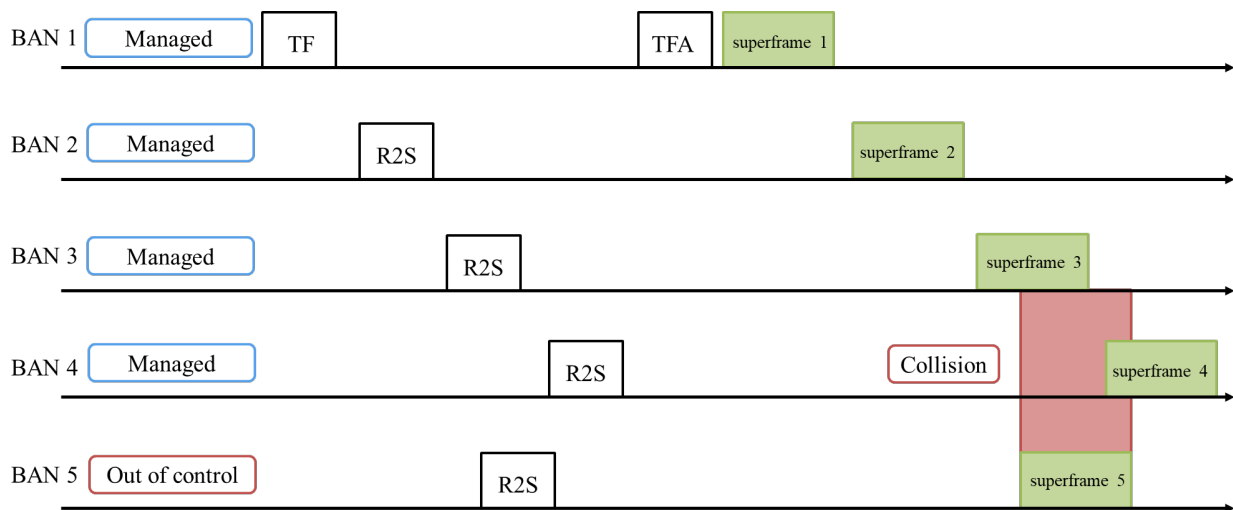 BAN 1 Managed TF TFA superframe 1
BAN 2 Managed R2S superframe 2
BAN 3 Managed R2S superframe 3
BAN 4 Managed R2S Collision superframe 4
BAN 5 Out of control R2S superframe 5